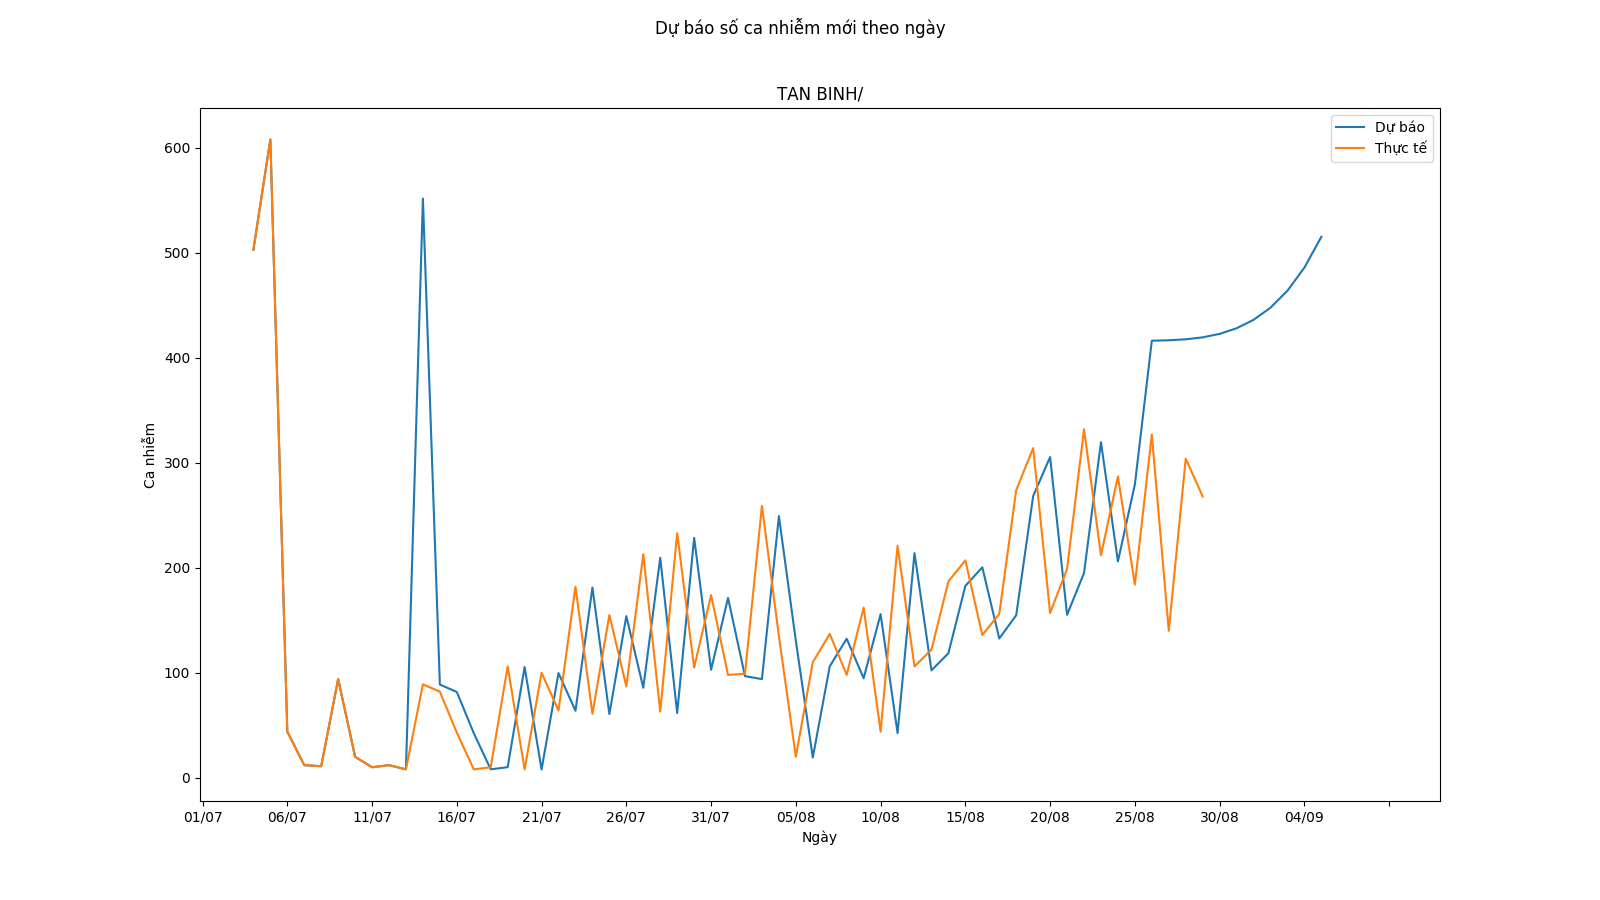 Dự báo số ca nhiễm mới theo ngày
TAN BINH/
Dự báo
Thực tế
600
500
400
300
200
100
0
Ca nhiễm
01/07 06/07 11/07 16/07 21/07 26/07 31/07 05/08 10/08 15/08 20/08 25/08 30/08 04/09
Ngày